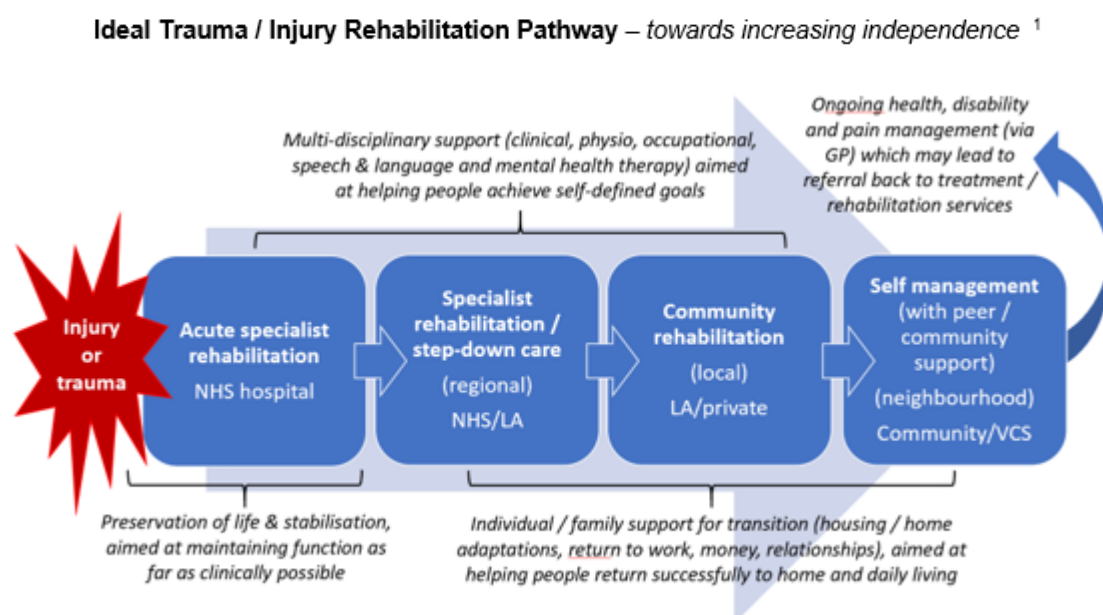 Ideal Trauma / Injury Rehabilitation Pathway – towards increasing independence 1
Multi-disciplinary support (clinical, physio, occupational,
speech & language and mental health therapy) aimed
at helping people achieve self-defined goals
Ongoing health, disability
and pain management (via
GP) which may lead to
referral back to treatment /
rehabilitation services
Injury
or
trauma
Acute specialist
rehabilitation
NHS hospital
Specialist
rehabilitation /
step-down care
(regional)
NHS/LA
Community
rehabilitation
(local)
LA/private
Self management
(with peer /
community
support)
(neighbourhood)
Community/VCS
Preservation of life & stabilisation,
aimed at maintaining function as
far as clinically possible
Individual / family support for transition (housing / home
adaptations, return to work, money, relationships), aimed at
helping people return successfully to home and daily living